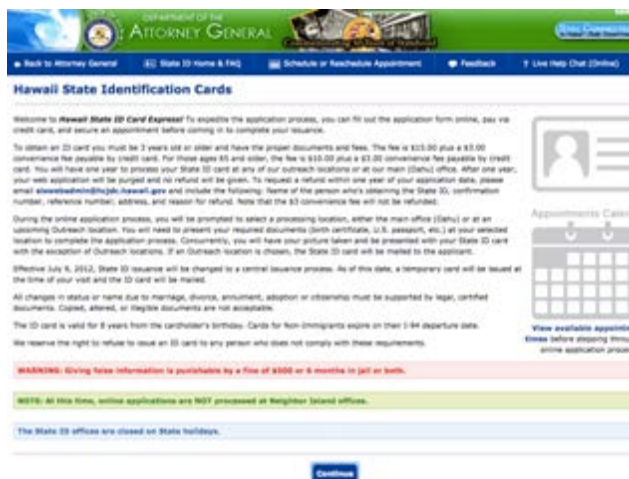 DEPARTMENT OF THE
ATTORNEY GENERAL
Back to Attorney General
State ID Home & FAQ
Schedule or Reschedule Appointment
Feedback
? Live Help Chat (Online)
Hawaii State Identification Cards
Welcome to Hawaii State ID Card Express! To expedite the application process, you can fill out the application form online, pay via
credit card, and secure an appointment before coming in to complete your issuance.
To obtain an ID card you must be 3 years old or older and have the proper documents and fees. The fee is $15.00 plus a $3.00
convenience fee payable by credit card. For those ages 65 and older, the fee is $10.00 plus a $3.00 convenience fee payable by credit
card. You will have one year to process your State ID card at any of our outreach locations or at our main (Oahu) office. After one year,
your web application will be purged and no refund will be given. To request a refund within one year of your application date, please
email and include the following: Name of the person who's obtaining the State ID, confirmation
number, reference number, address, and reason for refund. Note that the $3 convenience fee will not be refunded.
During the online application process, you will be prompted to select a processing location, either the main office (Oahu) or at an
upcoming Outreach location. You will need to present your required documents (birth certificate, U.S. passport, etc.) at your selected
location to complete the application process. Concurrently, you will have your picture taken and be presented with your State ID card
with the exception of Outreach locations. If an Outreach location is chosen, the State ID card will be mailed to the applicant.
Effective July 9, 2012, State ID issuance will be changed to a central issuance process. As of this date, a temporary card will be issued at
the time of your visit and the ID card will be mailed.
All changes in status or name due to marriage, divorce, annulment, adoption or citizenship must be supported by legal, certified
documents. Copied, altered, or illegible documents are not acceptable.
The ID card is valid for 8 years from the cardholder's birthday. Cards for Non-Immigrants expire on their I-94 departure date.
We reserve the right to refuse to issue an ID card to any person who does not comply with these requirements.
WARNING: Giving false information is punishable by a fine of $500 or 6 months in jail or both.
NOTE: At this time, online applications are NOT processed at Neighbor Island offices.
The State ID offices are closed on State holidays.
Continue
Appointments Calen
View available appointm
times before stepping throu
online application proces